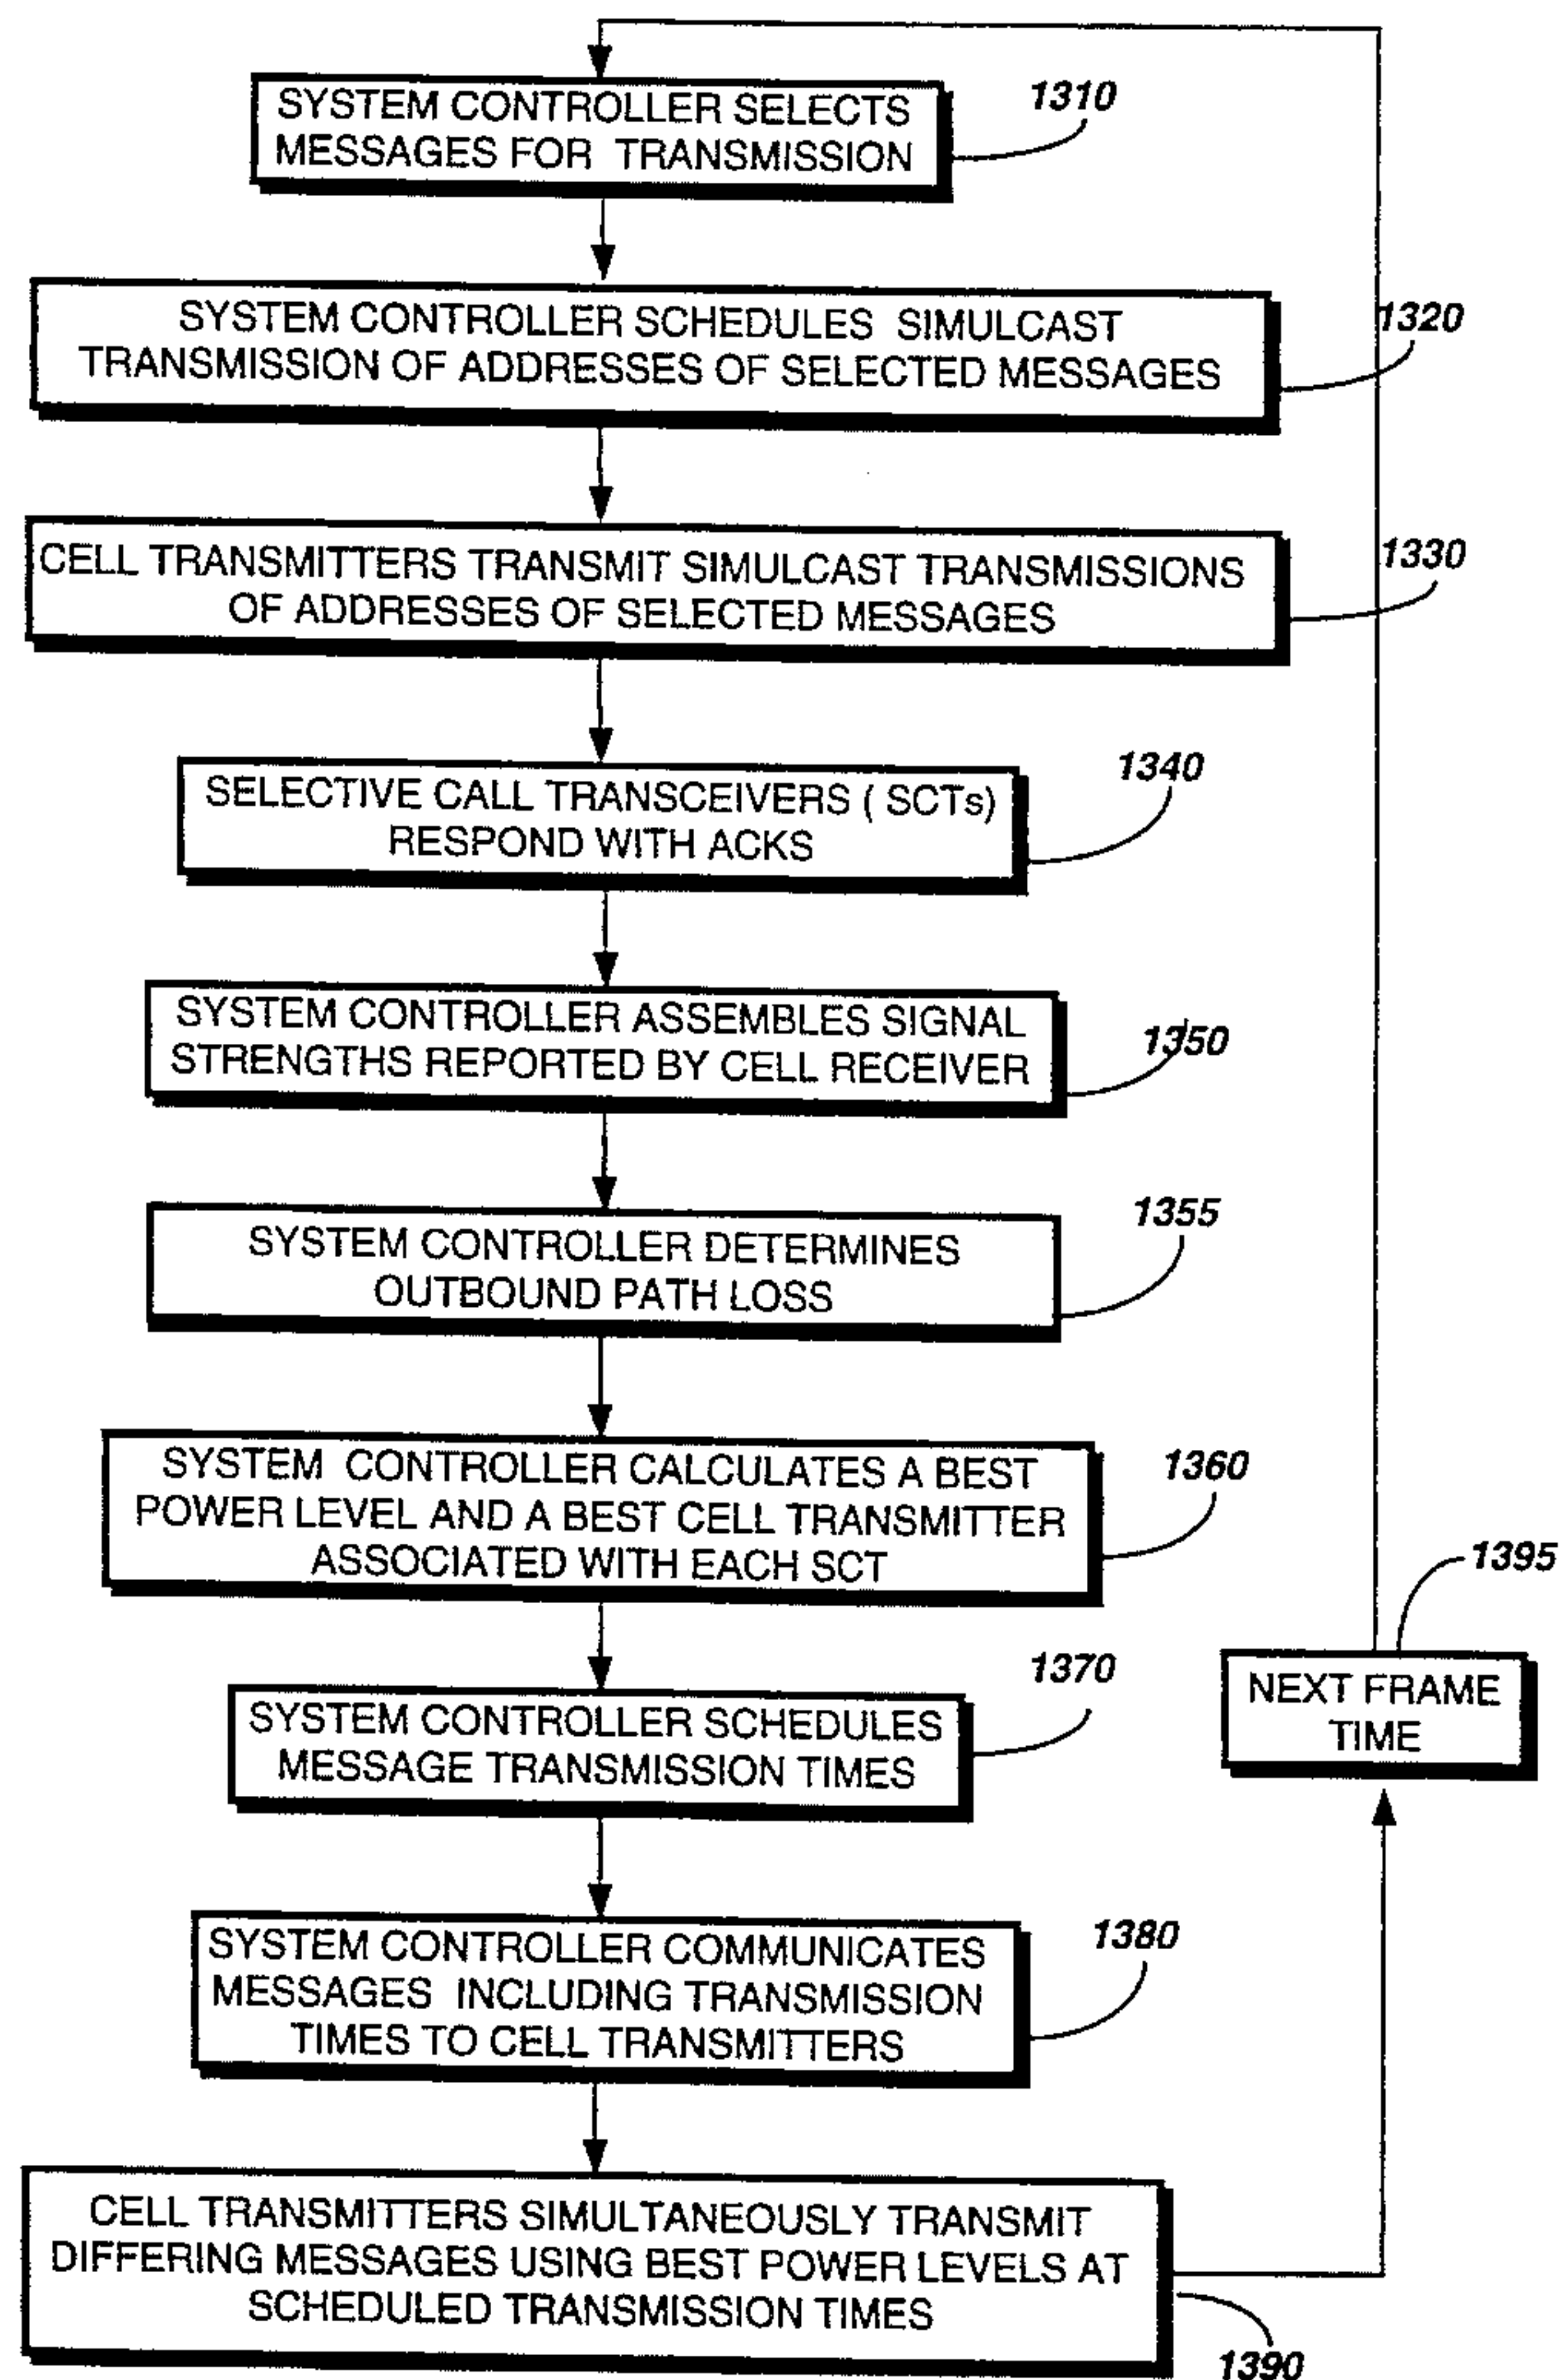 SYSTEM CONTROLLER SELECTS
MESSAGES FOR TRANSMISSION
1310
SYSTEM CONTROLLER SCHEDULES SIMULCAST
TRANSMISSION OF ADDRESSES OF SELECTED MESSAGES
1320
CELL TRANSMITTERS TRANSMIT SIMULCAST TRANSMISSIONS
OF ADDRESSES OF SELECTED MESSAGES
1330
SELECTIVE CALL TRANSCEIVERS ( SCTs)
RESPOND WITH ACKS
1340
SYSTEM CONTROLLER ASSEMBLES SIGNAL
STRENGTHS REPORTED BY CELL RECEIVER
1350
SYSTEM CONTROLLER DETERMINES
OUTBOUND PATH LOSS
1355
SYSTEM CONTROLLER CALCULATES A BEST
POWER LEVEL AND A BEST CELL TRANSMITTER
ASSOCIATED WITH EACH SCT
1360
SYSTEM CONTROLLER SCHEDULES
MESSAGE TRANSMISSION TIMES
1370
NEXT FRAME
TIME
1395
SYSTEM CONTROLLER COMMUNICATES
MESSAGES INCLUDING TRANSMISSION
TIMES TO CELL TRANSMITTERS
1380
CELL TRANSMITTERS SIMULTANEOUSLY TRANSMIT
DIFFERING MESSAGES USING BEST POWER LEVELS AT
SCHEDULED TRANSMISSION TIMES
1390